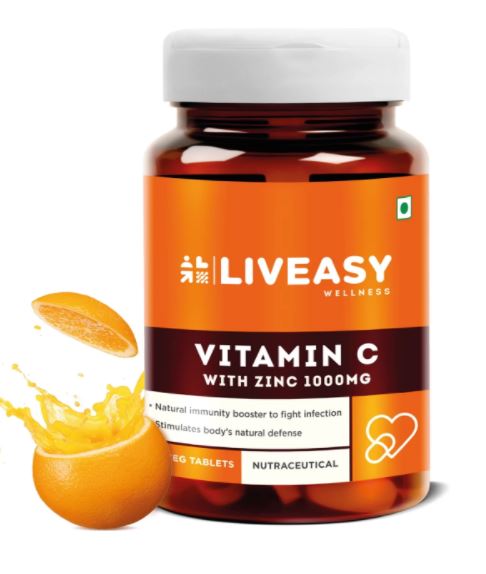 LIVEASY
WELLNESS
VITAMIN C
WITH ZINC 1000MG
• Natural immunity booster to fight infection
Stimulates body's natural defense
TABLETS
NUTRACEUTICAL